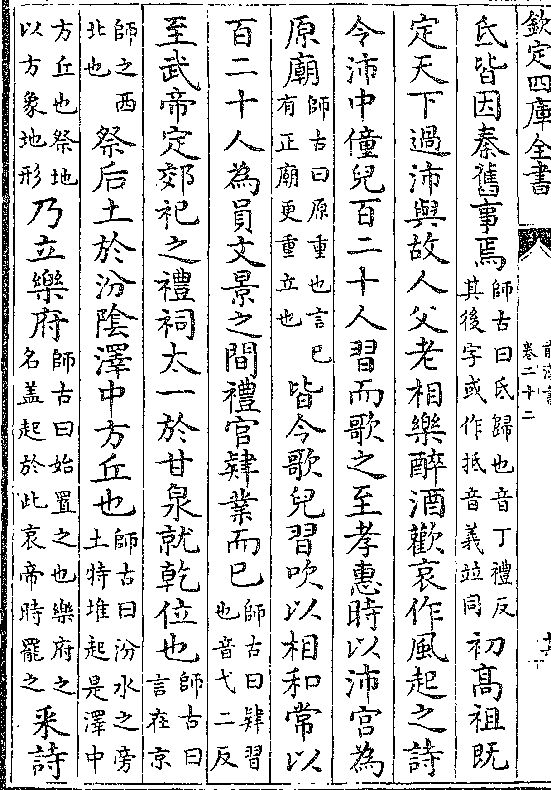 欽定四庫全書
前漢書
卷二十二
氐皆因秦舊事焉師古曰氐歸也音丁禮反其後字或作抵音義竝同初髙祖既
定天下過沛與故人父老相樂醉酒歡哀作風起之詩
令沛中僮兒百二十人習而歌之至孝惠時以沛宫為
原廟師古曰原重也言已有正廟更重立也皆令歌兒習吹以相和常以
百二十人為員文景之間禮官肄業而已師古曰肄習也音弋二反
至武帝定郊祀之禮祠太一於甘泉就乾位也師古曰言在京
師之西北也祭后土於汾陰澤中方丘也師古曰汾水之旁土特堆起是澤中
方丘也祭地以方象地形乃立樂府師古曰始置之也樂府之名盖起於此哀帝時罷之采詩